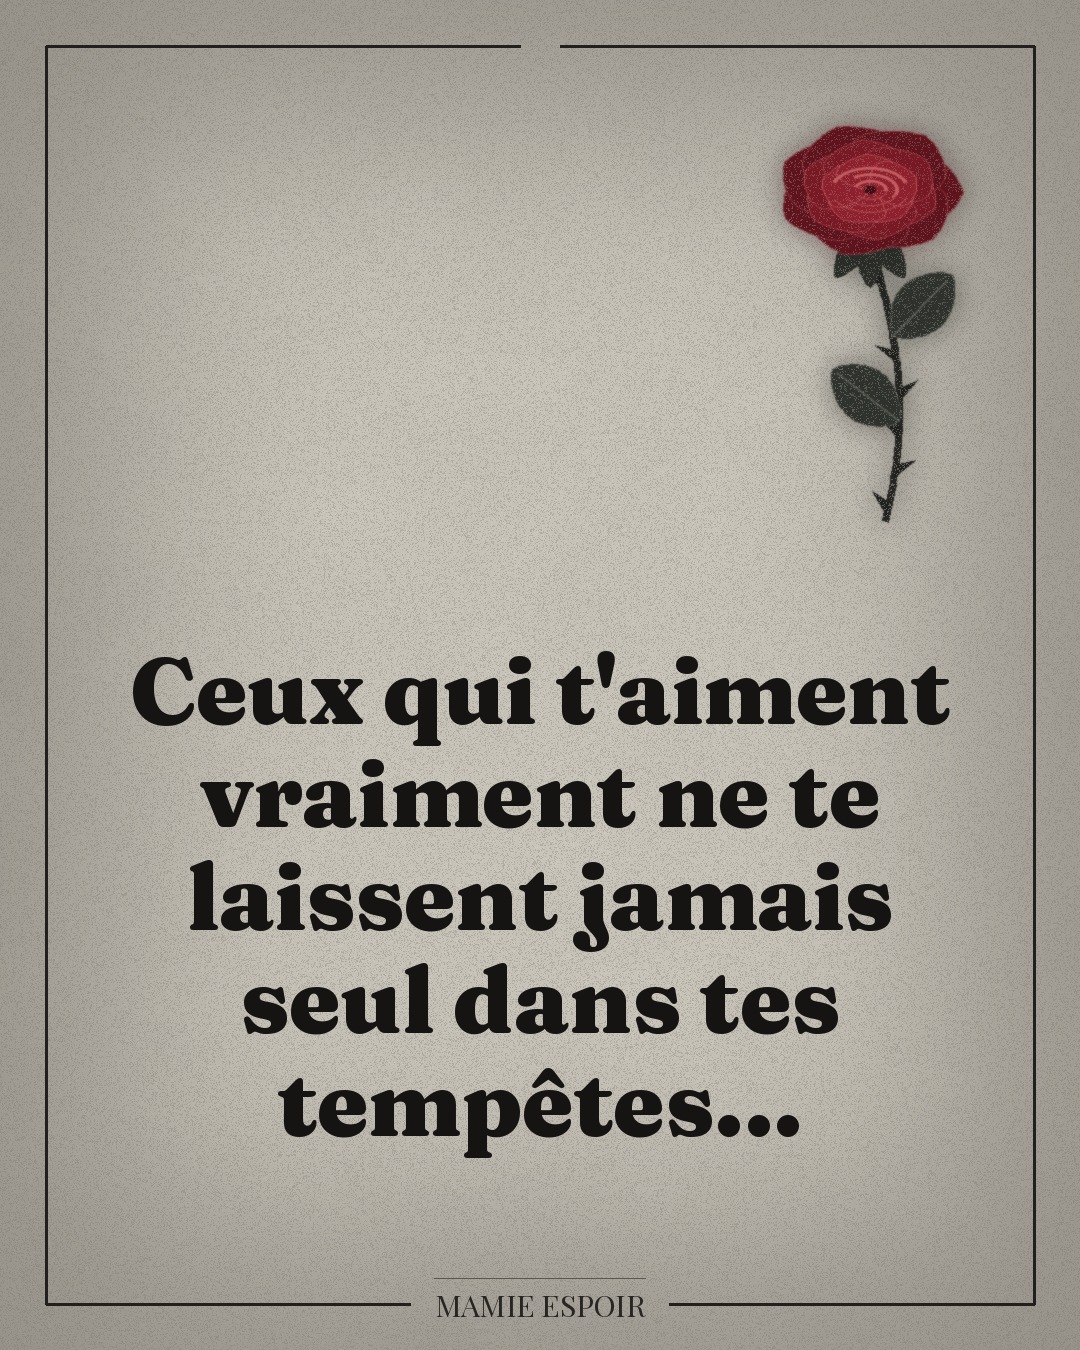 Ceux qui t'aiment
vraiment ne te
laissent jamais
seul dans tes
tempêtes...
MAMIE ESPOIR